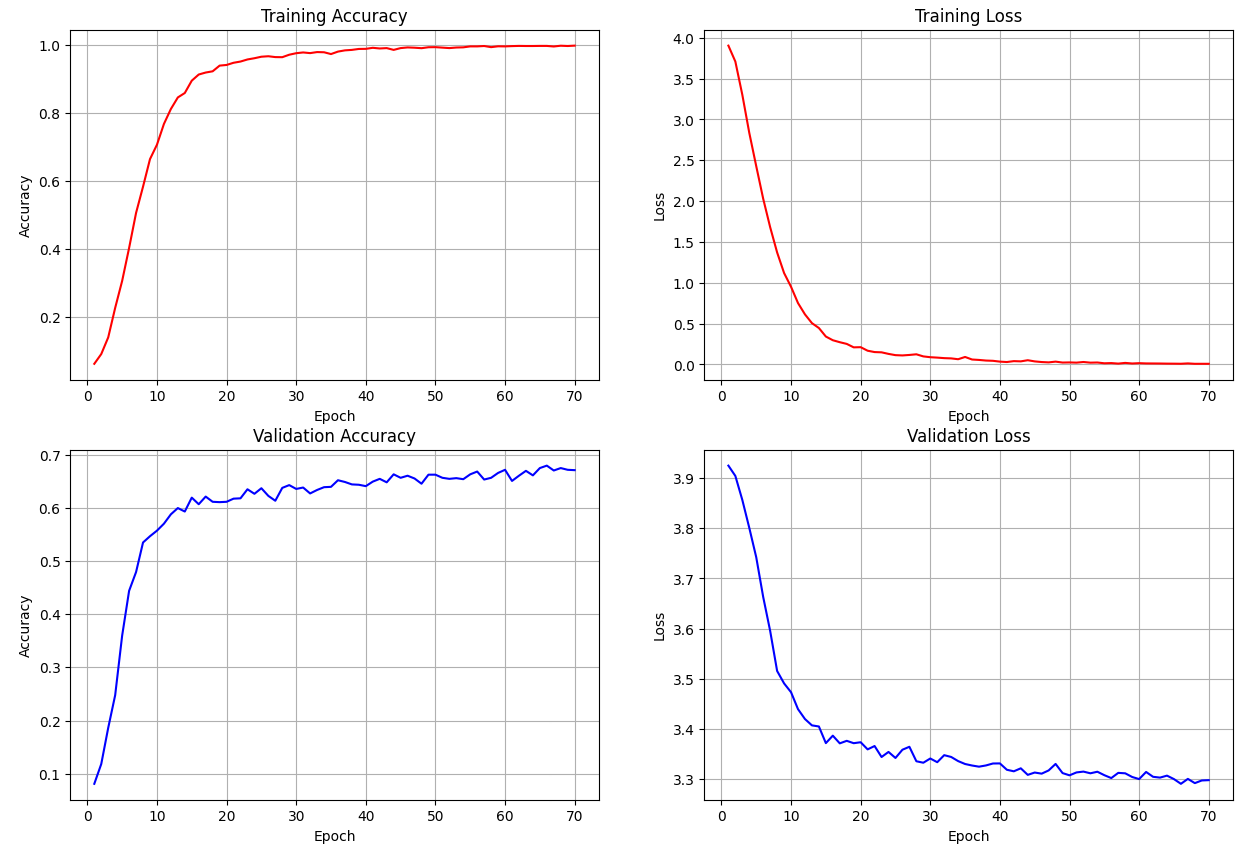 Training Accuracy
1.0
0.8
0.6
0.4
0.2
Accuracy
0 10 20 30 40 50 60 70
Epoch
Training Loss
4.0
3.5
3.0
2.5
2.0
1.5
1.0
0.5
0.0
Loss
0 10 20 30 40 50 60 70
Epoch
Validation Accuracy
0.7
0.6
0.5
0.4
0.3
0.2
0.1
Accuracy
0 10 20 30 40 50 60 70
Epoch
Validation Loss
3.9
3.8
3.7
3.6
3.5
3.4
3.3
Loss
0 10 20 30 40 50 60 70
Epoch